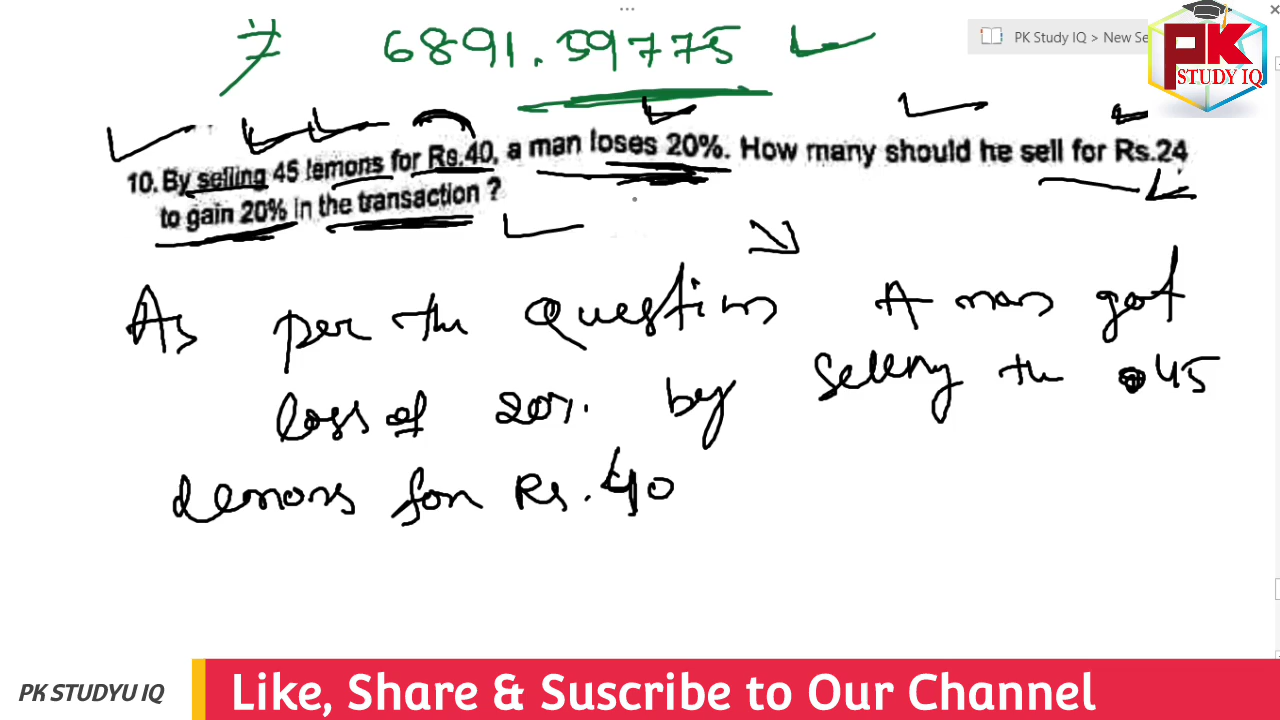 ⋯
7 6891.59775
PK Study IQ > New Se
PK
STUDY IQ
10. By selling 45 lemons for Rs.40, a man loses 20%. How many should he sell for Rs.24
to gain 20% in the transaction ?
As per the Question A man got
loss of 20% by selling the 45
lemons for Rs. 40
PK STUDYU IQ
Like, Share & Suscribe to Our Channel